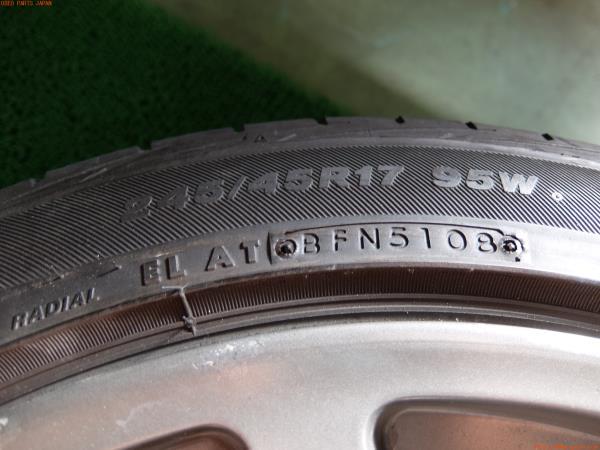 USED PARTS JAPAN
245/45R17 95W
RADIAL EL AT BFN5108